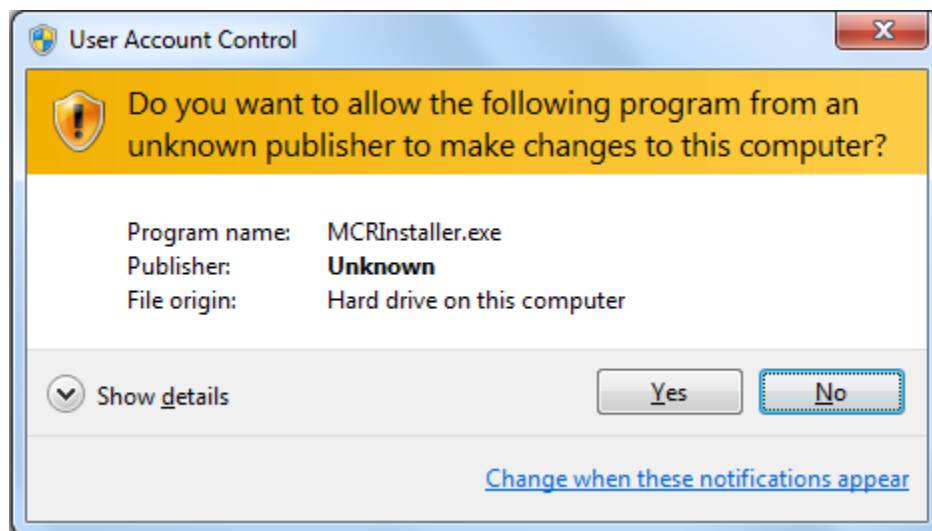 User Account Control
Do you want to allow the following program from an
unknown publisher to make changes to this computer?
Program name: MCRInstaller.exe
Publisher: Unknown
File origin: Hard drive on this computer
Show details
Yes
No
Change when these notifications appear